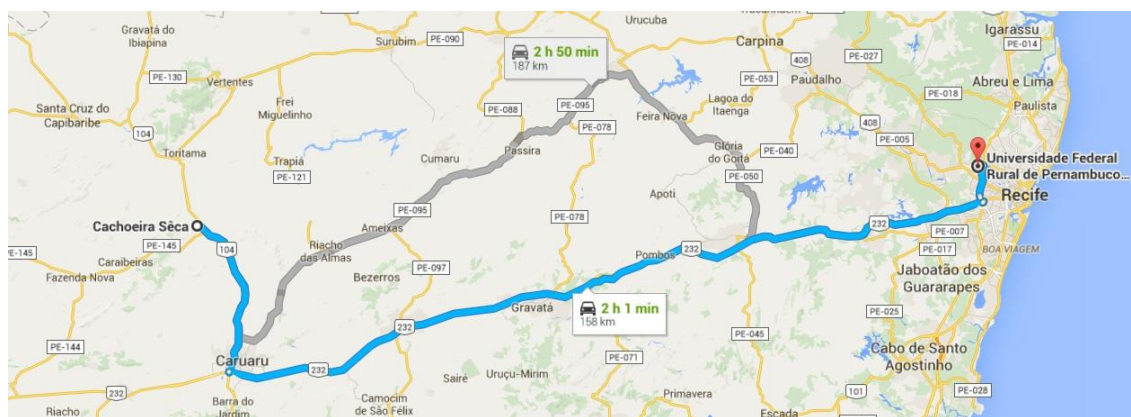 Gravatá do
Ibiapina
Surubim
PE-090
Urucuba
Carpina
408
PE-027
Igarassu
PE-014
PE-130
Vertentes
2 h 50 min
187 km
PE-053
Paudalho
Abreu e Lima
Santa Cruz do
Capibaribe
Frei
Miguelinho
PE-088
PE-095
Lagoa do
Itaenga
PE-018
Paulista
104
PE-078
Feira Nova
408
PE-005
Toritama
Trapiá
Cumaru
Passira
Glória
do Goitá
PE-040
Universidade Federal
Rural de Pernambuco...
PE-121
PE-050
Apoti
Recife
Cachoeira Sêca
PE-095
Ameixas
PE-078
232
PE-007
PE-145
104
Riacho
das Almas
Pombos
232
PE-017
BOA VIAGEM
PE-145
Caraibeiras
Fazenda Nova
Bezerros
PE-097
Jaboatão dos
Guararapes
Gravatá
2 h 1 min
158 km
232
PE-025
PE-144
Caruaru
PE-045
Cabo de Santo
Agostinho
232
PE-071
232
Sairé
Uruçu-Mirim
Primavera
101
PE-028
Riacho
Barra do
Jardim
Camocim
de São Félix
Escada